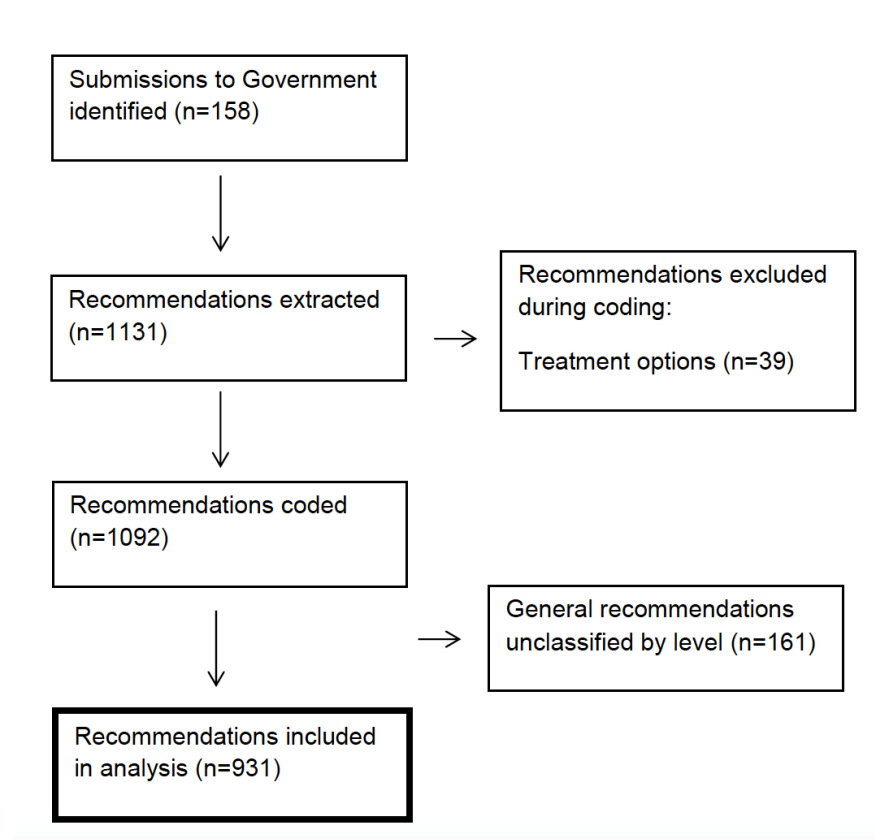 Submissions to Government
identified (n=158)
Recommendations extracted
(n=1131)
Recommendations excluded
during coding:
Treatment options (n=39)
Recommendations coded
(n=1092)
General recommendations
unclassified by level (n=161)
Recommendations included
in analysis (n=931)